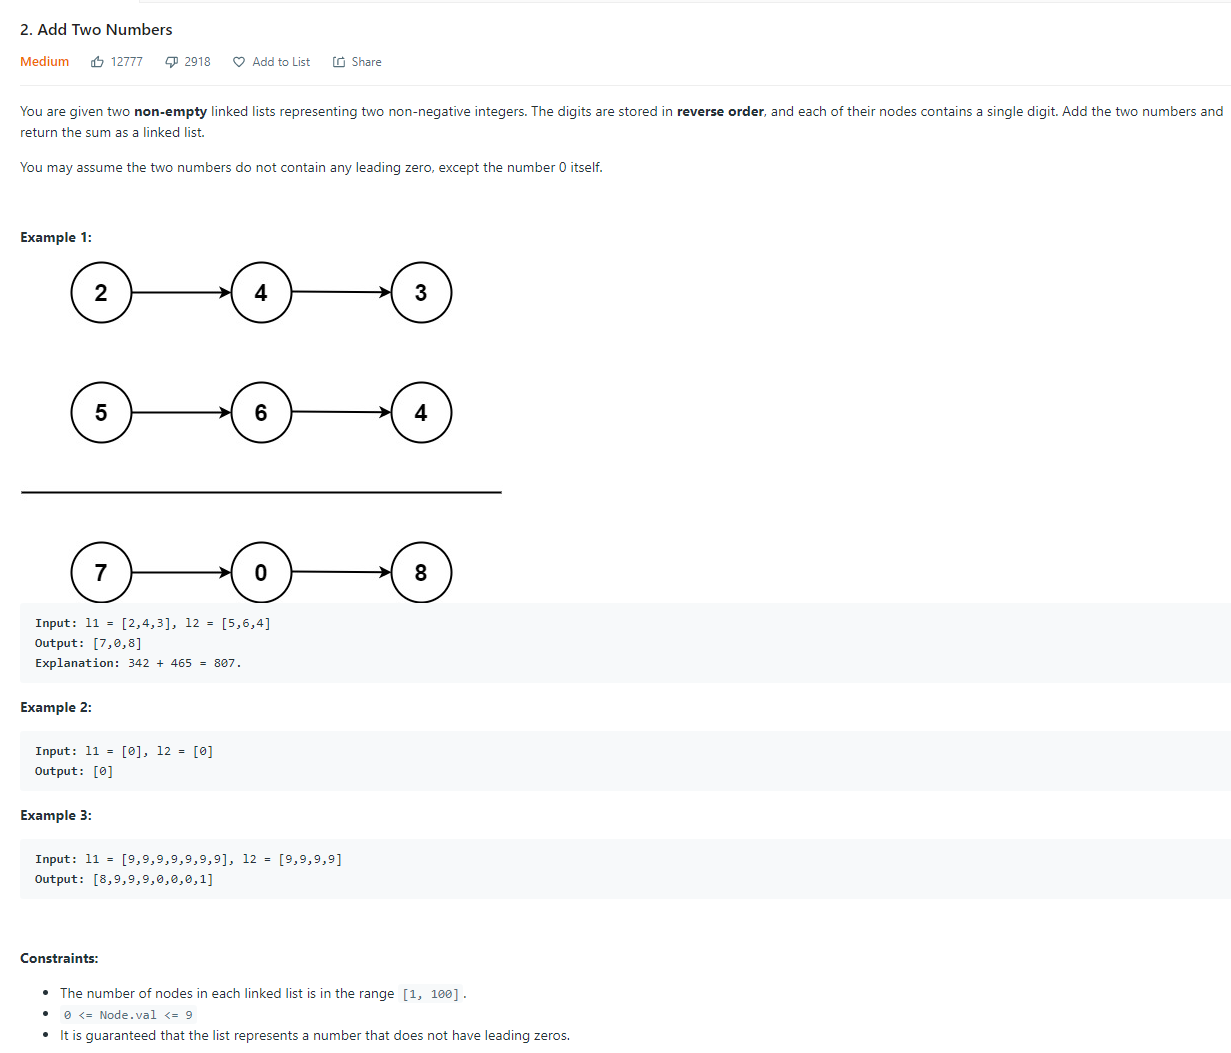 2. Add Two Numbers
Medium 12777 2918 Add to List Share
You are given two non-empty linked lists representing two non-negative integers. The digits are stored in reverse order, and each of their nodes contains a single digit. Add the two numbers and
return the sum as a linked list.
You may assume the two numbers do not contain any leading zero, except the number 0 itself.
Example 1:
2 4 3
5 6 4
7 0 8
Input: l1 = [2,4,3], l2 = [5,6,4]
Output: [7,0,8]
Explanation: 342 + 465 = 807.
Example 2:
Input: l1 = [0], l2 = [0]
Output: [0]
Example 3:
Input: l1 = [9,9,9,9,9,9,9], l2 = [9,9,9,9]
Output: [8,9,9,9,0,0,0,1]
Constraints:
• The number of nodes in each linked list is in the range [1, 100].
• 0 <= Node.val <= 9
• It is guaranteed that the list represents a number that does not have leading zeros.